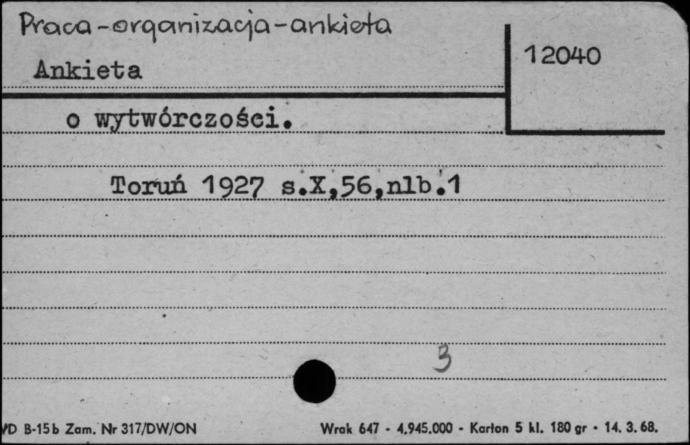 Praca-organizacja-ankieta
12040
Ankieta
o wytwórczości.
Toruń 1927 s.X,56,nlb.1
3
VD B-15b Zam. Nr 317/DW/ON Wrak 647 - 4.945.000 - Karton 5 kl. 180 gr - 14. 3. 68.